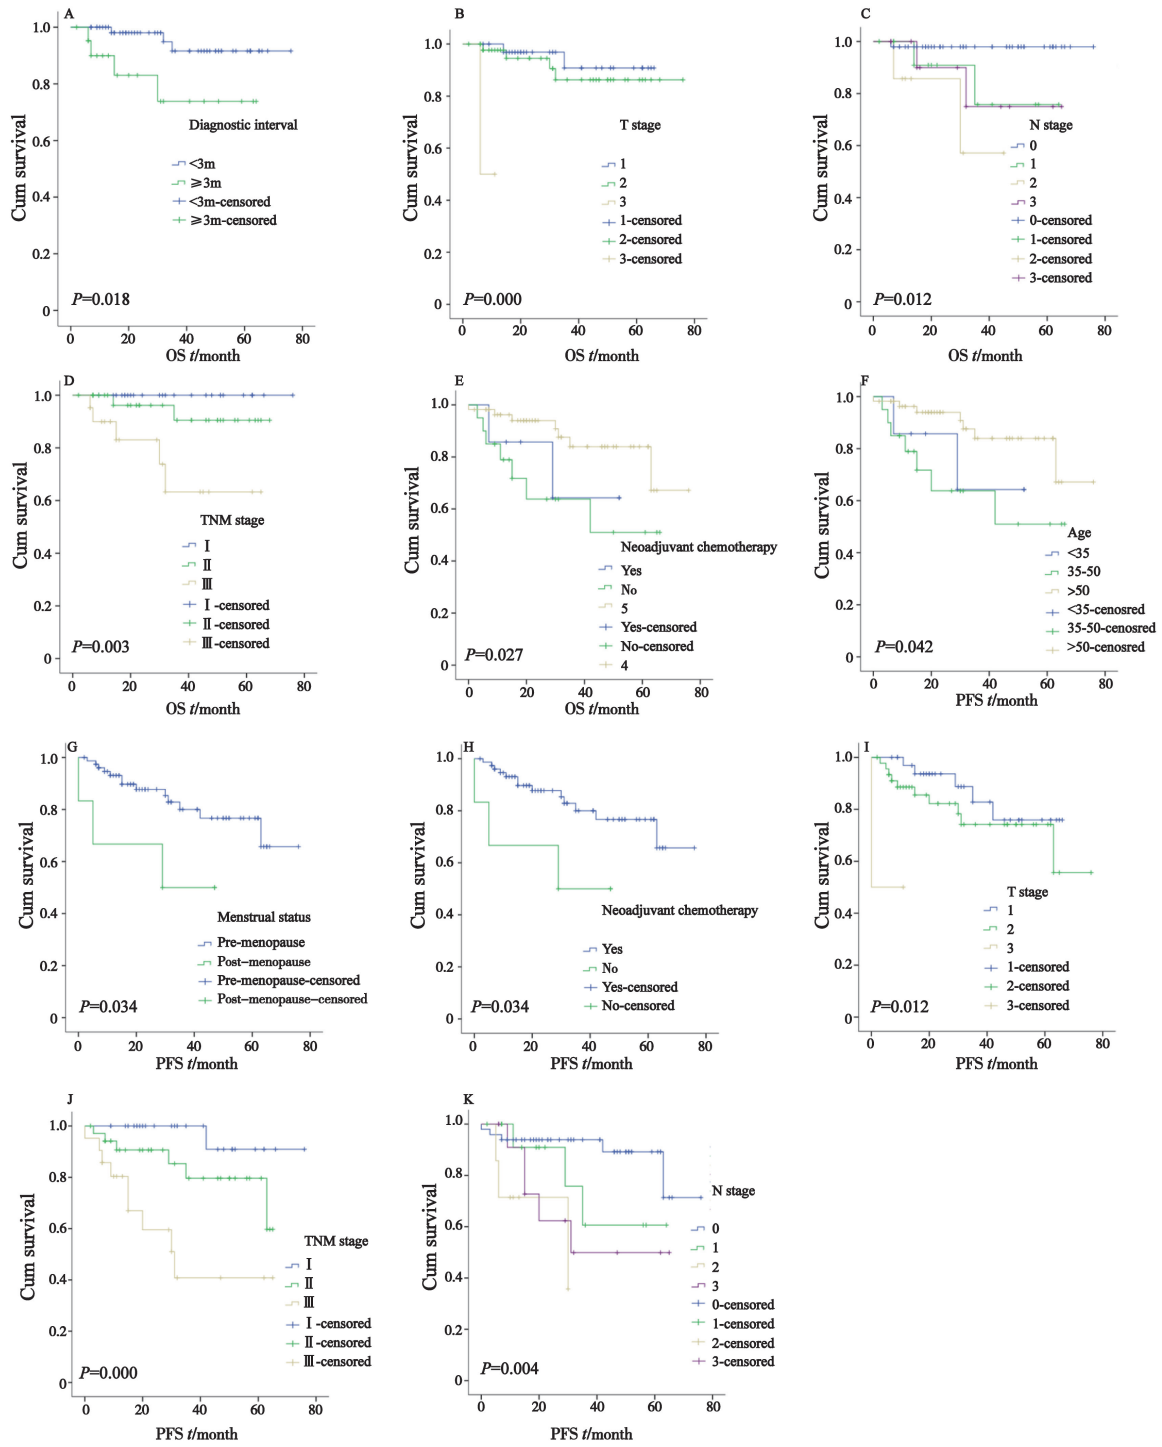 A
1.0
0.8
0.6
0.4
0.2
0
Cum survival
Diagnostic interval
<3m
⩾3m
<3m-censored
⩾3m-censored
P=0.018
0 20 40 60 80
OS t/month
B
1.0
0.8
0.6
0.4
0.2
0
Cum survival
T stage
1
2
3
1-censored
2-censored
3-censored
P=0.000
0 20 40 60 80
OS t/month
C
1.0
0.8
0.6
0.4
0.2
0
Cum survival
N stage
0
1
2
3
0-censored
1-censored
2-censored
3-censored
P=0.012
0 20 40 60 80
OS t/month
D
1.0
0.8
0.6
0.4
0.2
0
Cum survival
TNM stage
Ⅰ
Ⅱ
Ⅲ
Ⅰ-censored
Ⅱ-censored
Ⅲ-censored
P=0.003
0 20 40 60 80
OS t/month
E
1.0
0.8
0.6
0.4
0.2
0
Cum survival
Neoadjuvant chemotherapy
Yes
No
5
Yes-censored
No-censored
4
P=0.027
0 20 40 60 80
OS t/month
F
1.0
0.8
0.6
0.4
0.2
0
Cum survival
Age
<35
35-50
>50
<35-cenosred
35-50-cenosred
>50-cenosred
P=0.042
0 20 40 60 80
PFS t/month
G
1.0
0.8
0.6
0.4
0.2
0
Cum survival
Menstrual status
Pre-menopause
Post-menopause
Pre-menopause-censored
Post-menopause-censored
P=0.034
0 20 40 60 80
PFS t/month
H
1.0
0.8
0.6
0.4
0.2
0
Cum survival
Neoadjuvant chemotherapy
Yes
No
Yes-censored
No-censored
P=0.034
0 20 40 60 80
PFS t/month
I
1.0
0.8
0.6
0.4
0.2
0
Cum survival
T stage
1
2
3
1-censored
2-censored
3-censored
P=0.012
0 20 40 60 80
PFS t/month
J
1.0
0.8
0.6
0.4
0.2
0
Cum survival
TNM stage
Ⅰ
Ⅱ
Ⅲ
Ⅰ-censored
Ⅱ-censored
Ⅲ-censored
P=0.000
0 20 40 60 80
PFS t/month
K
1.0
0.8
0.6
0.4
0.2
0
Cum survival
N stage
0
1
2
3
0-censored
1-censored
2-censored
3-censored
P=0.004
0 20 40 60 80
PFS t/month